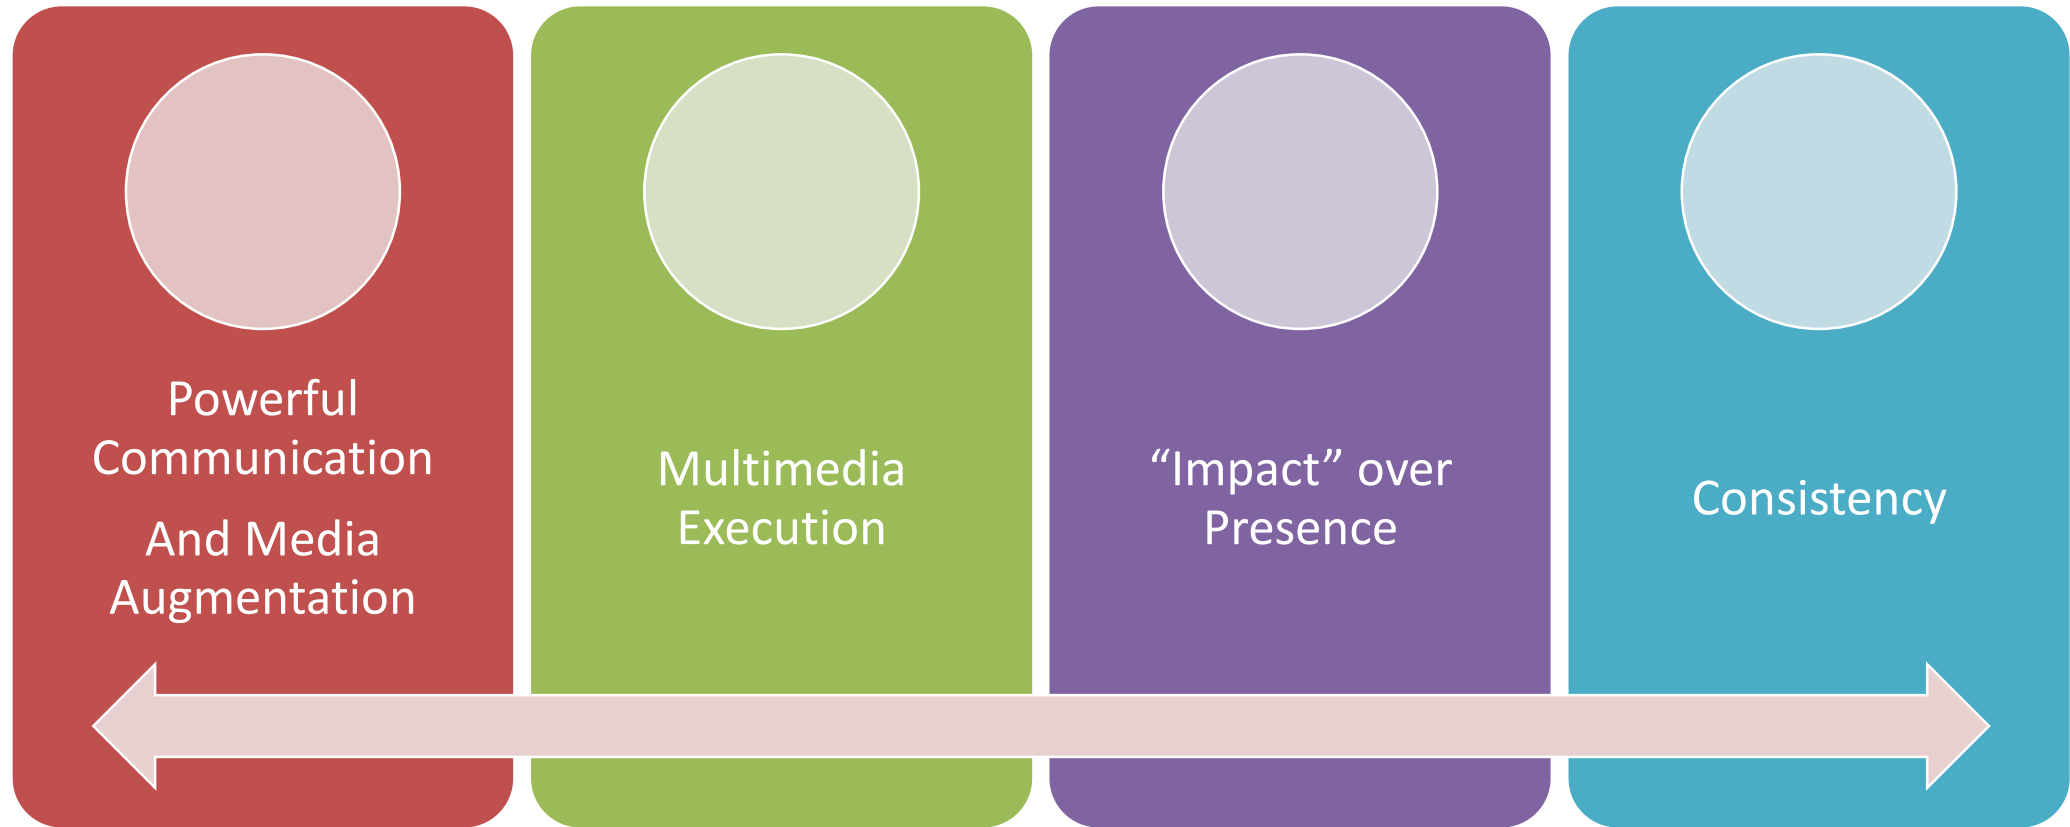 Powerful
Communication
And Media
Augmentation
Multimedia
Execution
“Impact” over
Presence
Consistency